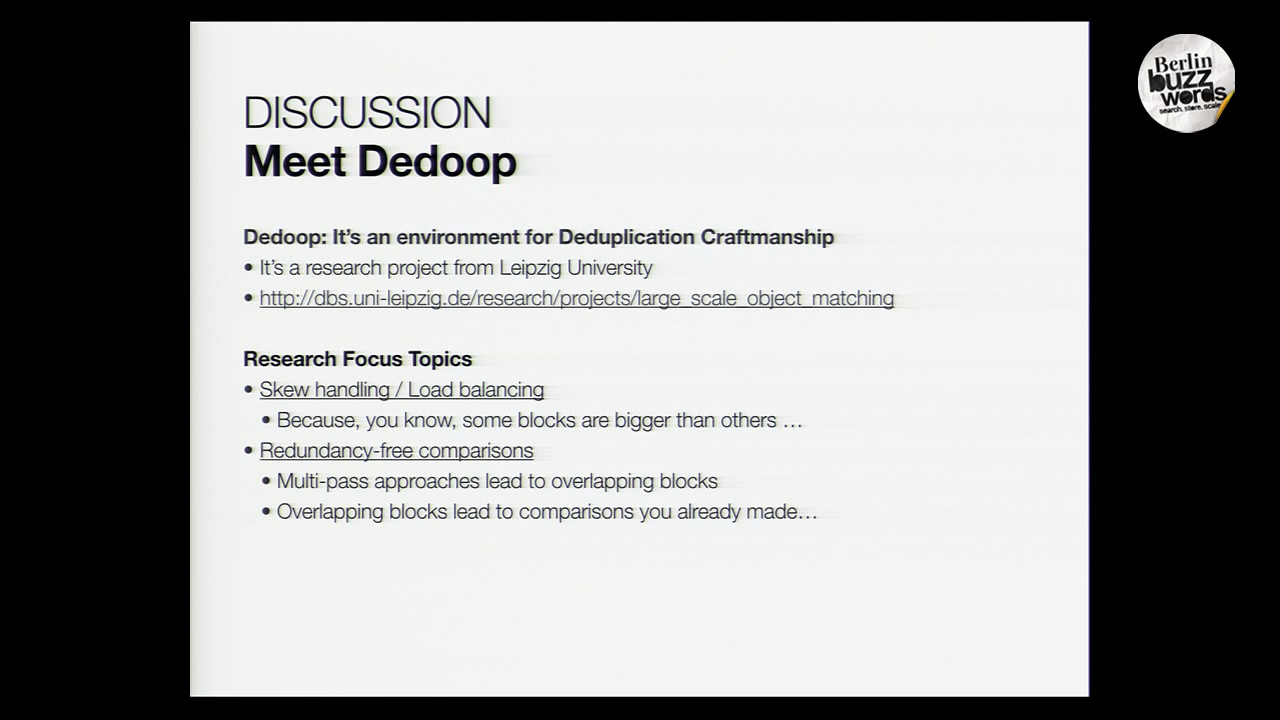 DISCUSSION
Meet Dedoop
Dedoop: It's an environment for Deduplication Craftmanship
• It's a research project from Leipzig University
• http://dbs.uni-leipzig.de/research/projects/large_scale_object_matching
Research Focus Topics
• Skew handling / Load balancing
• Because, you know, some blocks are bigger than others …
• Redundancy-free comparisons
• Multi-pass approaches lead to overlapping blocks
• Overlapping blocks lead to comparisons you already made…
Berlin
buzz
words
search. store. scale